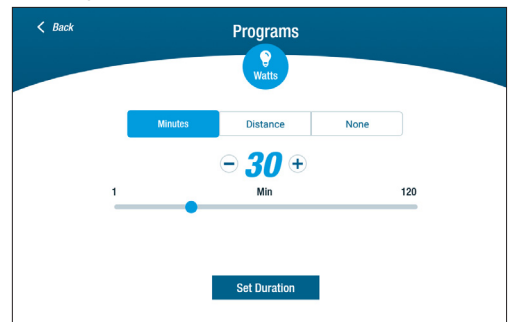 Back
Programs
Watts
Minutes Distance None
30
1 Min 120
Set Duration